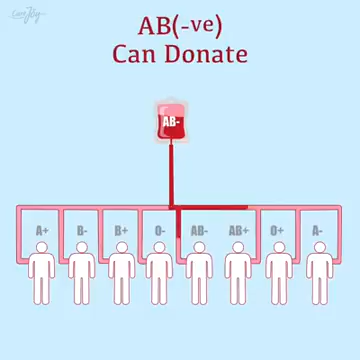 AB(-ve)
Can Donate
AB-
A+ B- B+ O- AB- AB+ O+ A-